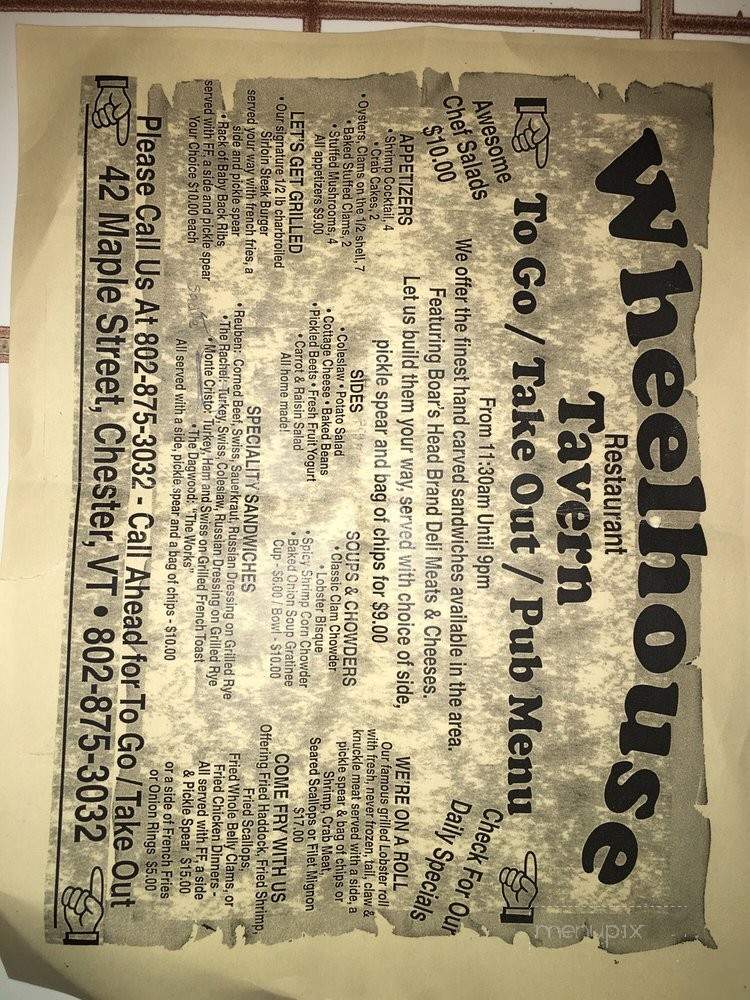 Wheelhouse
Restaurant
Tavern
To Go / Take Out / Pub Menu
Awesome
Chef Salads
$10.00
From 11:30am Until 9pm
We offer the finest hand carved sandwiches available in the area.
Featuring Boar's Head Brand Deli Meats & Cheeses.
Let us build them your way, served with choice of side,
pickle spear and bag of chips for $9.00
Check For Our
Daily Specials
APPETIZERS
• Shrimp Cocktail, 4
• Crab Cakes, 2
• Oysters, Clams on the 1/2 shell, 7
• Baked Stuffed Clams, 2
• Stuffed Mushrooms, 4
All appetizers $9.00
SIDES
• Coleslaw • Potato Salad
• Cottage Cheese • Baked Beans
• Pickled Beets • Fresh Fruit Yogurt
• Carrot & Raisin Salad
All home made!
SOUPS & CHOWDERS
• Classic Clam Chowder
• Lobster Bisque
• Spicy Shrimp Corn Chowder
• Baked Onion Soup Gratinee
Cup - $6.00 / Bowl - $10.00
WE'RE ON A ROLL
Our famous grilled Lobster roll
with fresh, never frozen, tail, claw &
knuckle meat served with a side, a
pickle spear & bag of chips or
Shrimp, Crab Meat,
Seared Scallops or Filet Mignon
$17.00
LET'S GET GRILLED
• Our signature 1/2 lb charbroiled
Sirloin Steak Burger
served your way with french fries, a
side and pickle spear
• Rack of Baby Back Ribs
served with FF, a side and pickle spear
Your Choice $10.00 each
SPECIALITY SANDWICHES
• Reuben: Corned Beef, Swiss, Sauerkraut, Russian Dressing on Grilled Rye
• The Rachel: Turkey, Swiss, Coleslaw, Russian Dressing on Grilled Rye
• Monte Cristo: Turkey, Ham and Swiss on Grilled French Toast
• The Dagwood: "The Works"
All served with a side, pickle spear and a bag of chips - $10.00
COME FRY WITH US
Offering Fried Haddock, Fried Shrimp,
Fried Scallops,
Fried Whole Belly Clams, or
Fried Chicken Dinners -
All served with FF, a side
& Pickle Spear $15.00
or a side of French Fries
or Onion Rings $5.00
Please Call Us At 802-875-3032 - Call Ahead for To Go / Take Out
42 Maple Street, Chester, VT • 802-875-3032
menupix